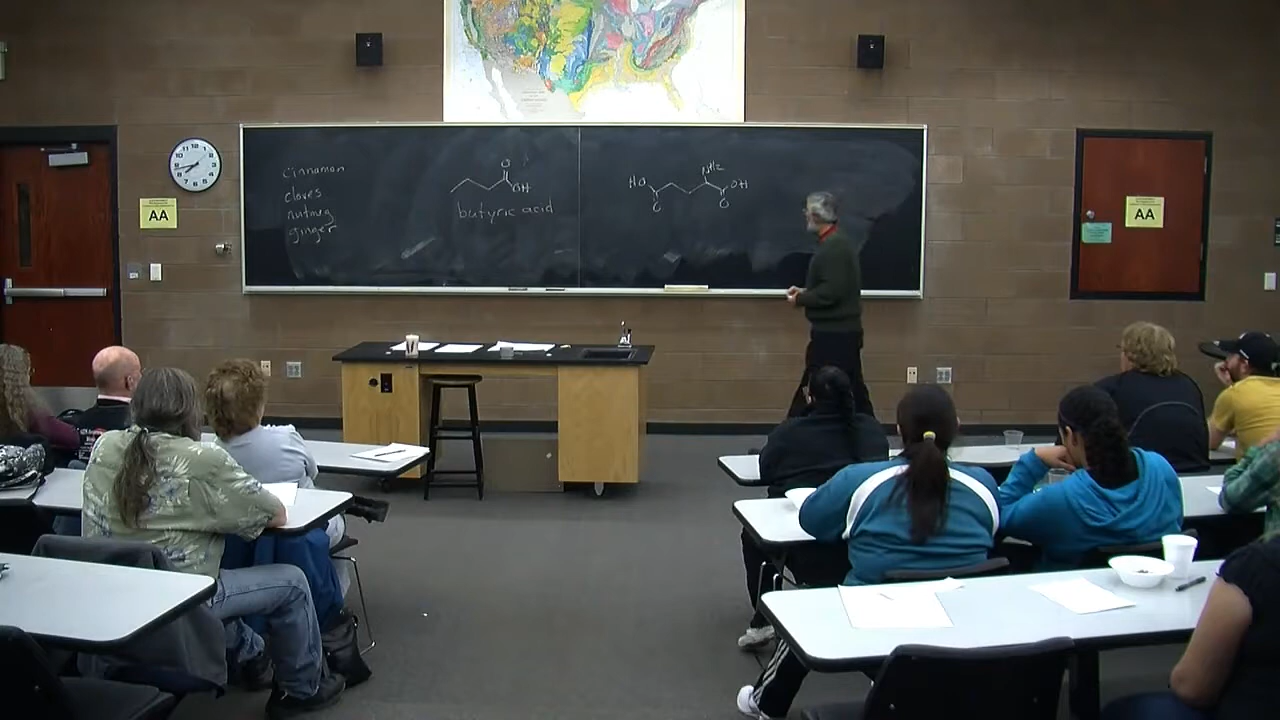 cinnamon
cloves
nutmeg
ginger
O
OH
butyric acid
NH₂
HO
OH
O
O
AA
AA